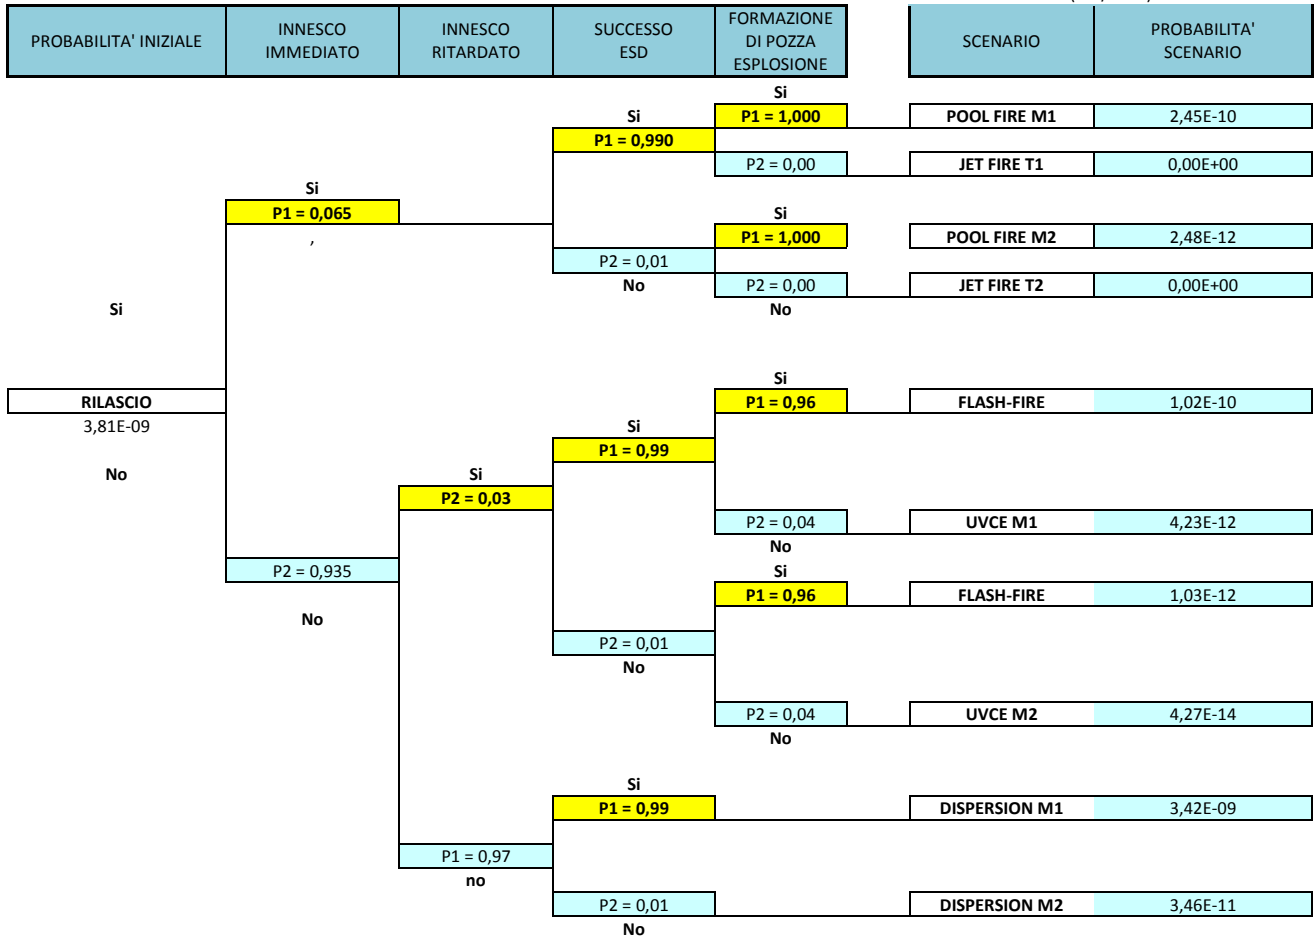 PROBABILITA' INIZIALE
INNESCO
IMMEDIATO
INNESCO
RITARDATO
SUCCESSO
ESD
FORMAZIONE
DI POZZA
ESPLOSIONE
SCENARIO
PROBABILITA'
SCENARIO
Si
Si
P1 = 1,000
POOL FIRE M1
2,45E-10
P1 = 0,990
P2 = 0,00
JET FIRE T1
0,00E+00
Si
P1 = 0,065
Si
,
P1 = 1,000
POOL FIRE M2
2,48E-12
P2 = 0,01
No
P2 = 0,00
JET FIRE T2
0,00E+00
Si
No
Si
RILASCIO
P1 = 0,96
FLASH-FIRE
1,02E-10
3,81E-09
Si
P1 = 0,99
No
Si
P2 = 0,03
P2 = 0,04
UVCE M1
4,23E-12
No
P2 = 0,935
Si
P1 = 0,96
FLASH-FIRE
1,03E-12
No
P2 = 0,01
No
P2 = 0,04
UVCE M2
4,27E-14
No
Si
P1 = 0,99
DISPERSION M1
3,42E-09
P1 = 0,97
no
P2 = 0,01
DISPERSION M2
3,46E-11
No